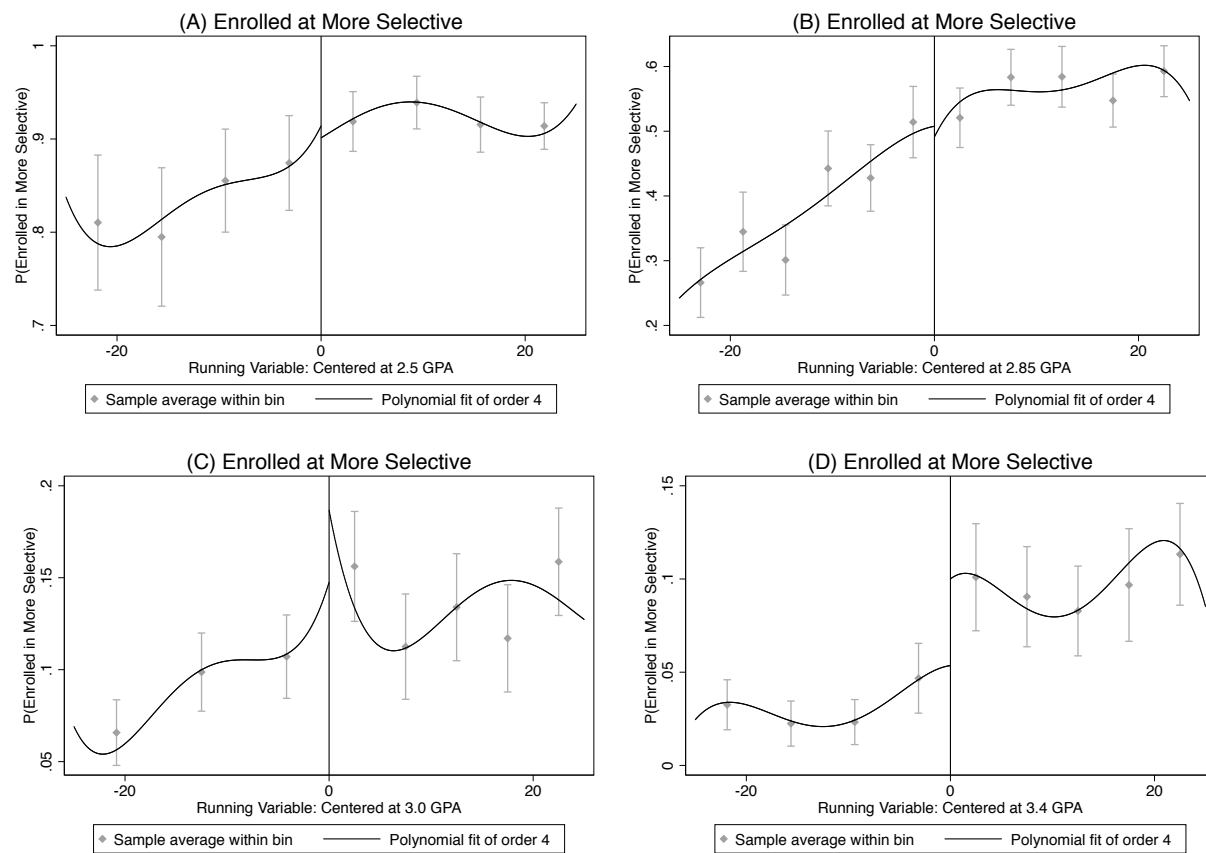 (A) Enrolled at More Selective
P(Enrolled in More Selective)
1
.9
.8
.7
-20 0 20
Running Variable: Centered at 2.5 GPA
Sample average within bin Polynomial fit of order 4
(B) Enrolled at More Selective
P(Enrolled in More Selective)
.6
.5
.4
.3
.2
-20 0 20
Running Variable: Centered at 2.85 GPA
Sample average within bin Polynomial fit of order 4
(C) Enrolled at More Selective
P(Enrolled in More Selective)
.2
.15
.1
.05
-20 0 20
Running Variable: Centered at 3.0 GPA
Sample average within bin Polynomial fit of order 4
(D) Enrolled at More Selective
P(Enrolled in More Selective)
.15
.1
.05
0
-20 0 20
Running Variable: Centered at 3.4 GPA
Sample average within bin Polynomial fit of order 4